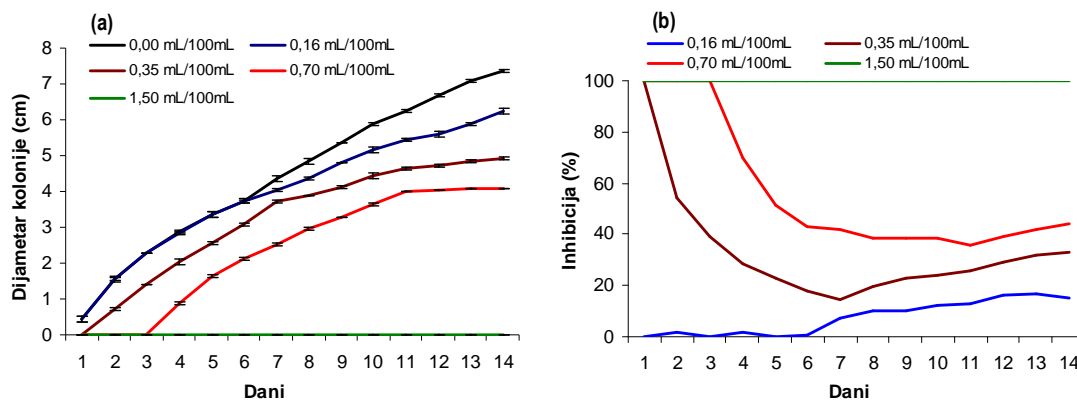 (a)
0,00 mL/100mL 0,16 mL/100mL
0,35 mL/100mL 0,70 mL/100mL
1,50 mL/100mL
8
7
6
5
4
3
2
1
0
Dijametar kolonije (cm)
1 2 3 4 5 6 7 8 9 10 11 12 13 14
Dani
(b)
0,16 mL/100mL 0,35 mL/100mL
0,70 mL/100mL 1,50 mL/100mL
100
80
60
40
20
0
Inhibicija (%)
1 2 3 4 5 6 7 8 9 10 11 12 13 14
Dani